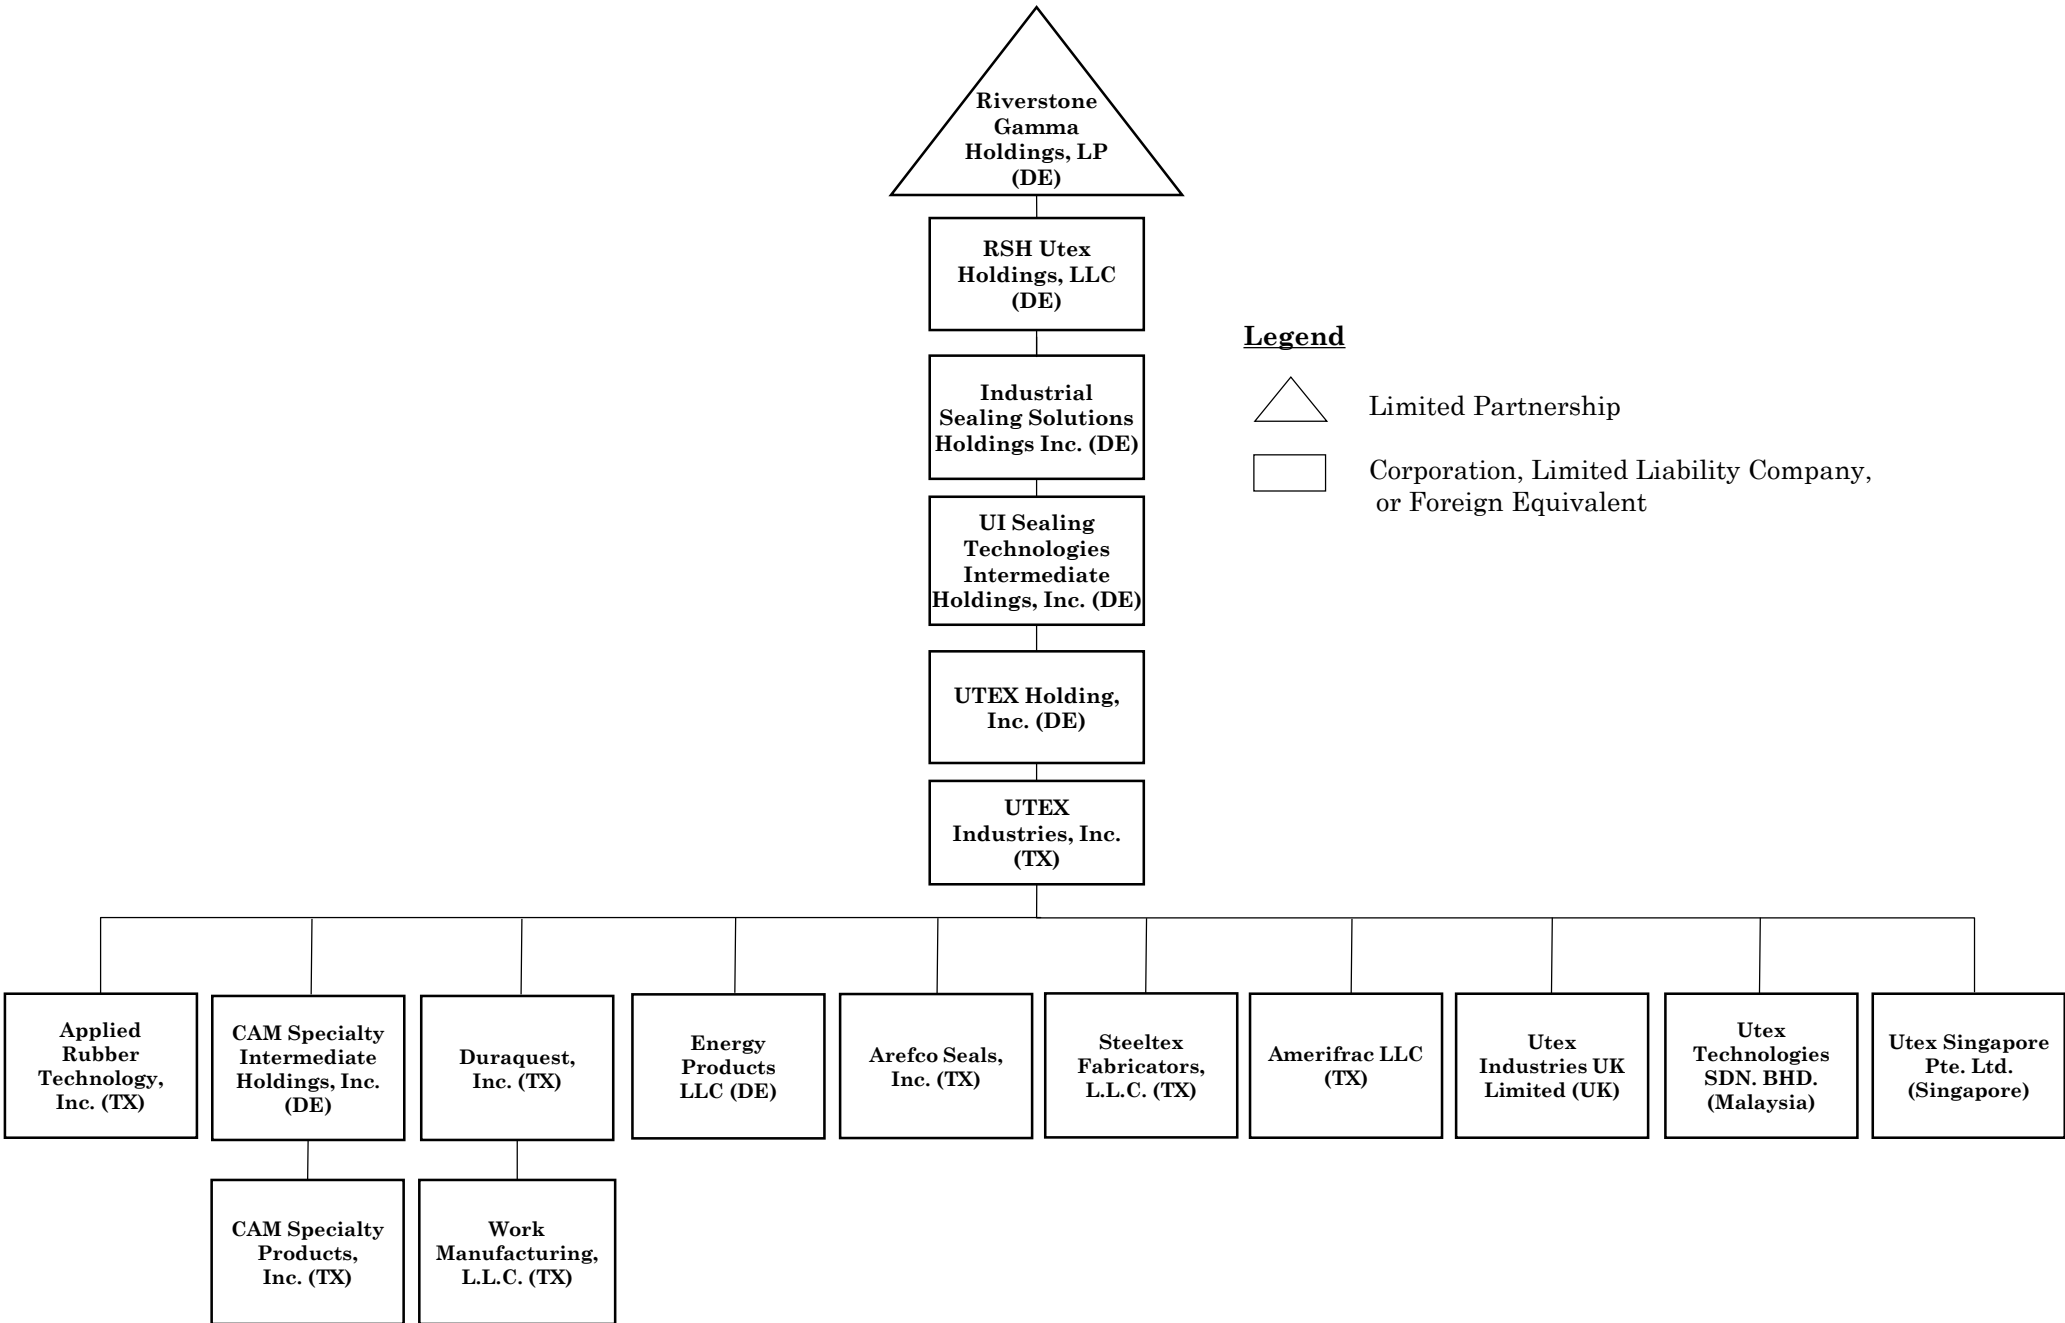 Riverstone
Gamma
Holdings, LP
(DE)
RSH Utex
Holdings, LLC
(DE)
Legend
Limited Partnership
Corporation, Limited Liability Company,
or Foreign Equivalent
Industrial
Sealing Solutions
Holdings Inc. (DE)
UI Sealing
Technologies
Intermediate
Holdings, Inc. (DE)
UTEX Holding,
Inc. (DE)
UTEX
Industries, Inc.
(TX)
Applied
Rubber
Technology,
Inc. (TX)
CAM Specialty
Intermediate
Holdings, Inc.
(DE)
Duraquest,
Inc. (TX)
Energy
Products
LLC (DE)
Arefco Seals,
Inc. (TX)
Steeltex
Fabricators,
L.L.C. (TX)
Amerifrac LLC
(TX)
Utex
Industries UK
Limited (UK)
Utex
Technologies
SDN. BHD.
(Malaysia)
Utex Singapore
Pte. Ltd.
(Singapore)
CAM Specialty
Products,
Inc. (TX)
Work
Manufacturing,
L.L.C. (TX)